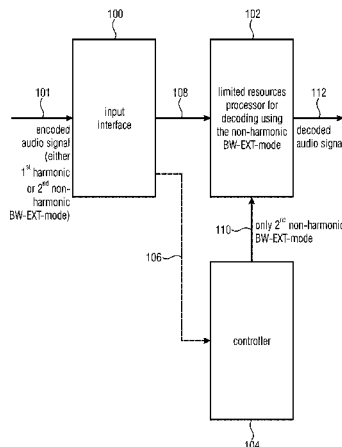 100
102
101
108
112
input
interface
limited resources
processor for
decoding using
the non-harmonic
BW-EXT-mode
encoded
audio signal
(either
1st harmonic
or 2nd non-
harmonic
BW-EXT-mode)
decoded
audio signal
110
only 2nd non-harmonic
BW-EXT-mode
106
controller
104